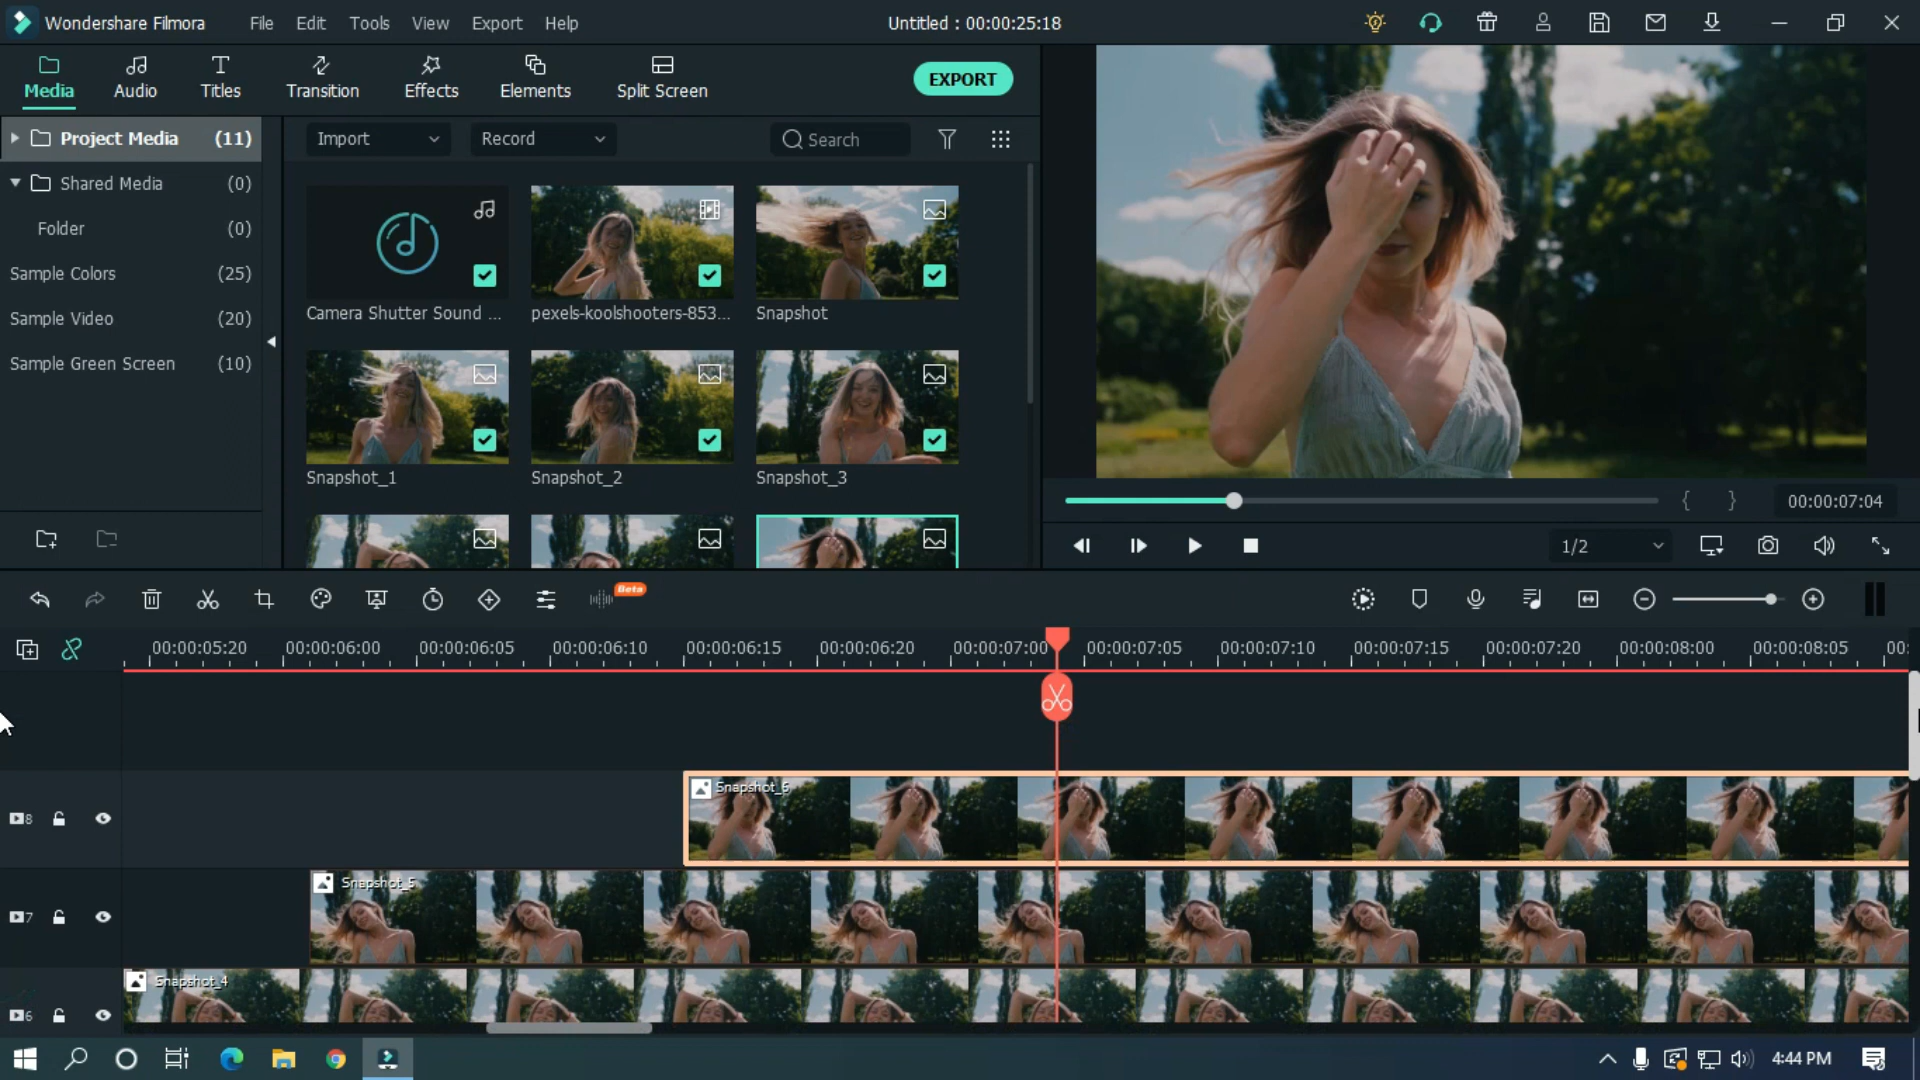 Wondershare Filmora File Edit Tools View Export Help Untitled : 00:00:25:18
Media Audio Titles Transition Effects Elements Split Screen EXPORT
Project Media (11)
Shared Media (0)
Folder (0)
Sample Colors (25)
Sample Video (20)
Sample Green Screen (10)
Import Record Search
Camera Shutter Sound ... pexels-koolshooters-853... Snapshot
Snapshot_1 Snapshot_2 Snapshot_3
00:00:07:04
1/2
Beta
00:00:05:20 00:00:06:00 00:00:06:05 00:00:06:10 00:00:06:15 00:00:06:20 00:00:07:00 00:00:07:05 00:00:07:10 00:00:07:15 00:00:07:20 00:00:08:00 00:00:08:05 00:
Snapshot_6
8
Snapshot_5
7
Snapshot_4
6
4:44 PM